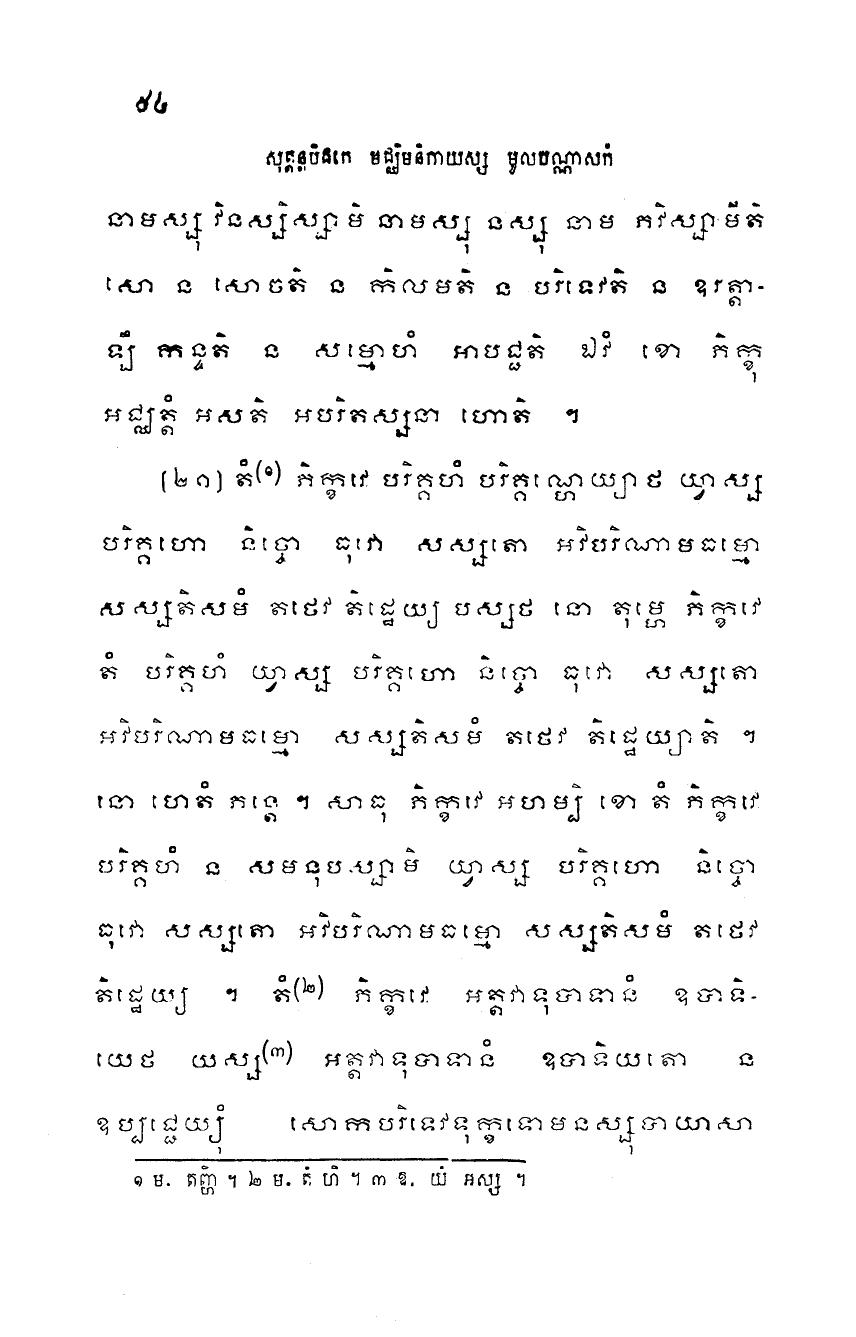 ៩៤
សុត្តន្តបិដកេ មជ្ឈិមនិកាយស្ស មូលបណ្ណាសកំ
នាមស្សុ វិនស្សិស្សាមិ នាមស្សុ នស្សុ នាម ភវិស្សាមីតិ
សោ ន សោចតិ ន កិលមតិ ន បរិទេវតិ ន ឧរត្តា-
ឡឹ កន្ទតិ ន សម្មោហំ អាបជ្ជតិ ឯវំ ខោ ភិក្ខុ
អជ្ឈត្តំ អសតិ អបរិតស្សនា ហោតិ ។
(២៣) តំ(១) ភិក្ខវេ បរិគ្គហំ បរិគ្គណ្ហេយ្យាថ យ្វាស្ស
បរិគ្គហោ និច្ចោ ធុវោ សស្សតោ អវិបរិណាមធម្មោ
សស្សតិសមំ តថេវ តិដ្ឋេយ្យ បស្សថ នោ តុម្ហេ ភិក្ខវេ
តំ បរិគ្គហំ យ្វាស្ស បរិគ្គហោ និច្ចោ ធុវោ សស្សតោ
អវិបរិណាមធម្មោ សស្សតិសមំ តថេវ តិដ្ឋេយ្យាតិ ។
នោ ហេតំ ភន្តេ ។ សាធុ ភិក្ខវេ អហម្បិ ខោ តំ ភិក្ខវេ
បរិគ្គហំ ន សមនុបស្សាមិ យ្វាស្ស បរិគ្គហោ និច្ចោ
ធុវោ សស្សតោ អវិបរិណាមធម្មោ សស្សតិសមំ តថេវ
តិដ្ឋេយ្យ ។ តំ(២) ភិក្ខវេ អត្តវាទុបាទានំ ឧបាទិ-
យេថ យស្ស(៣) អត្តវាទុបាទានំ ឧបាទិយតោ ន
ឧប្បជ្ជេយ្យុំ សោកបរិទេវទុក្ខទោមនស្សុបាយាសា
១ ម. តញ្ហិ ។ ២ ម. តំ ហិ ។ ៣ ឱ. យំ អស្ស ។